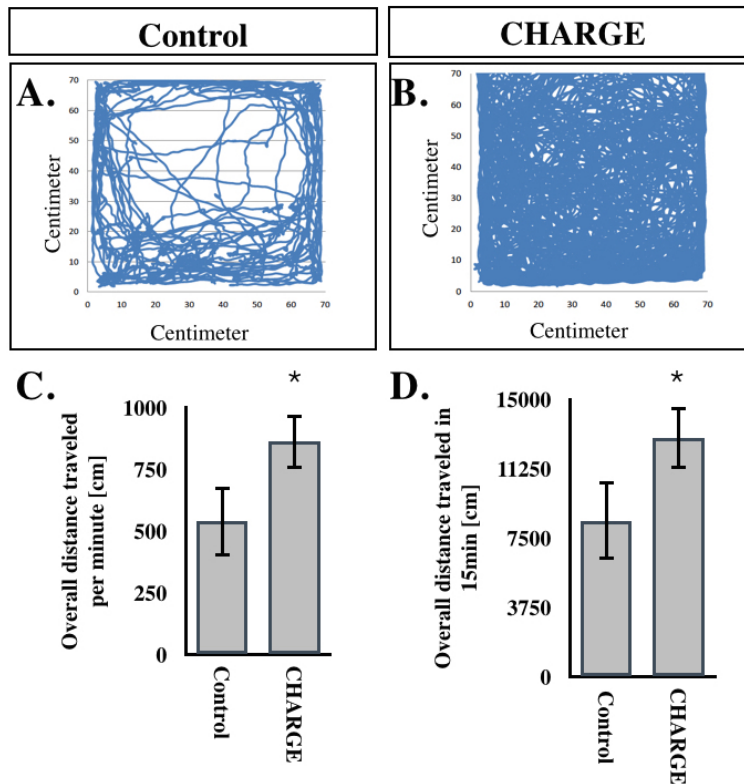 Control
CHARGE
A.
70
60
50
40
30
20
10
0
0 10 20 30 40 50 60 70
Centimeter
Centimeter
B.
70
60
50
40
30
20
10
0
0 10 20 30 40 50 60 70
Centimeter
Centimeter
C.
*
1000
750
500
250
0
Overall distance traveled
per minute [cm]
Control
CHARGE
D.
*
15000
11250
7500
3750
0
Overall distance traveled in
15min [cm]
Control
CHARGE